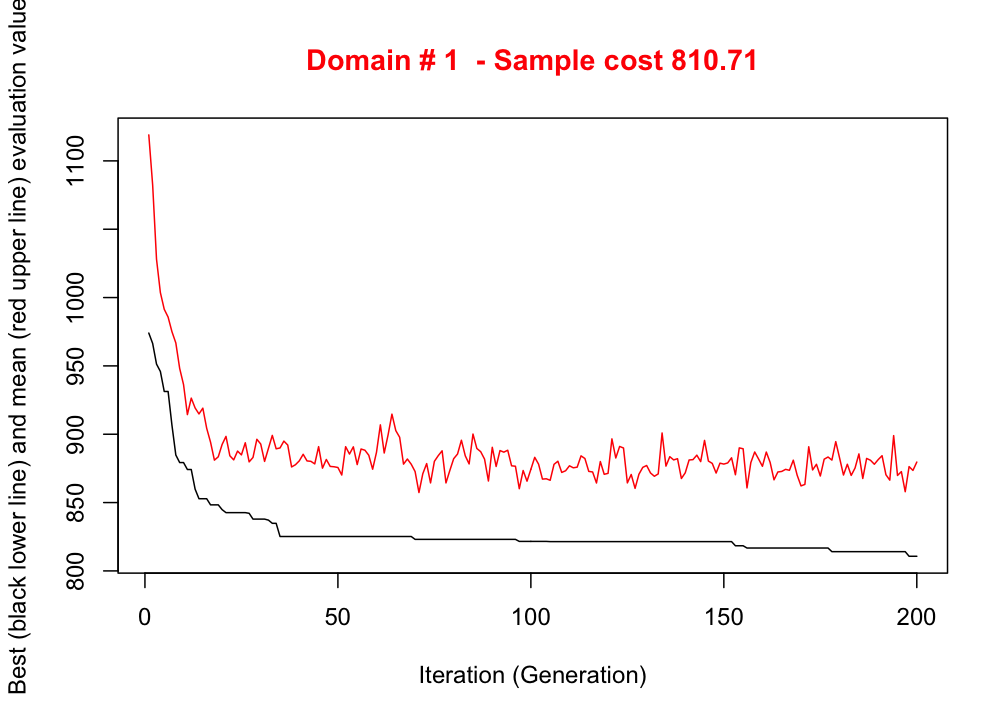 Domain # 1  - Sample cost 810.71
Best (black lower line) and mean (red upper line) evaluation value
1100
1000
950
900
850
800
0 50 100 150 200
Iteration (Generation)